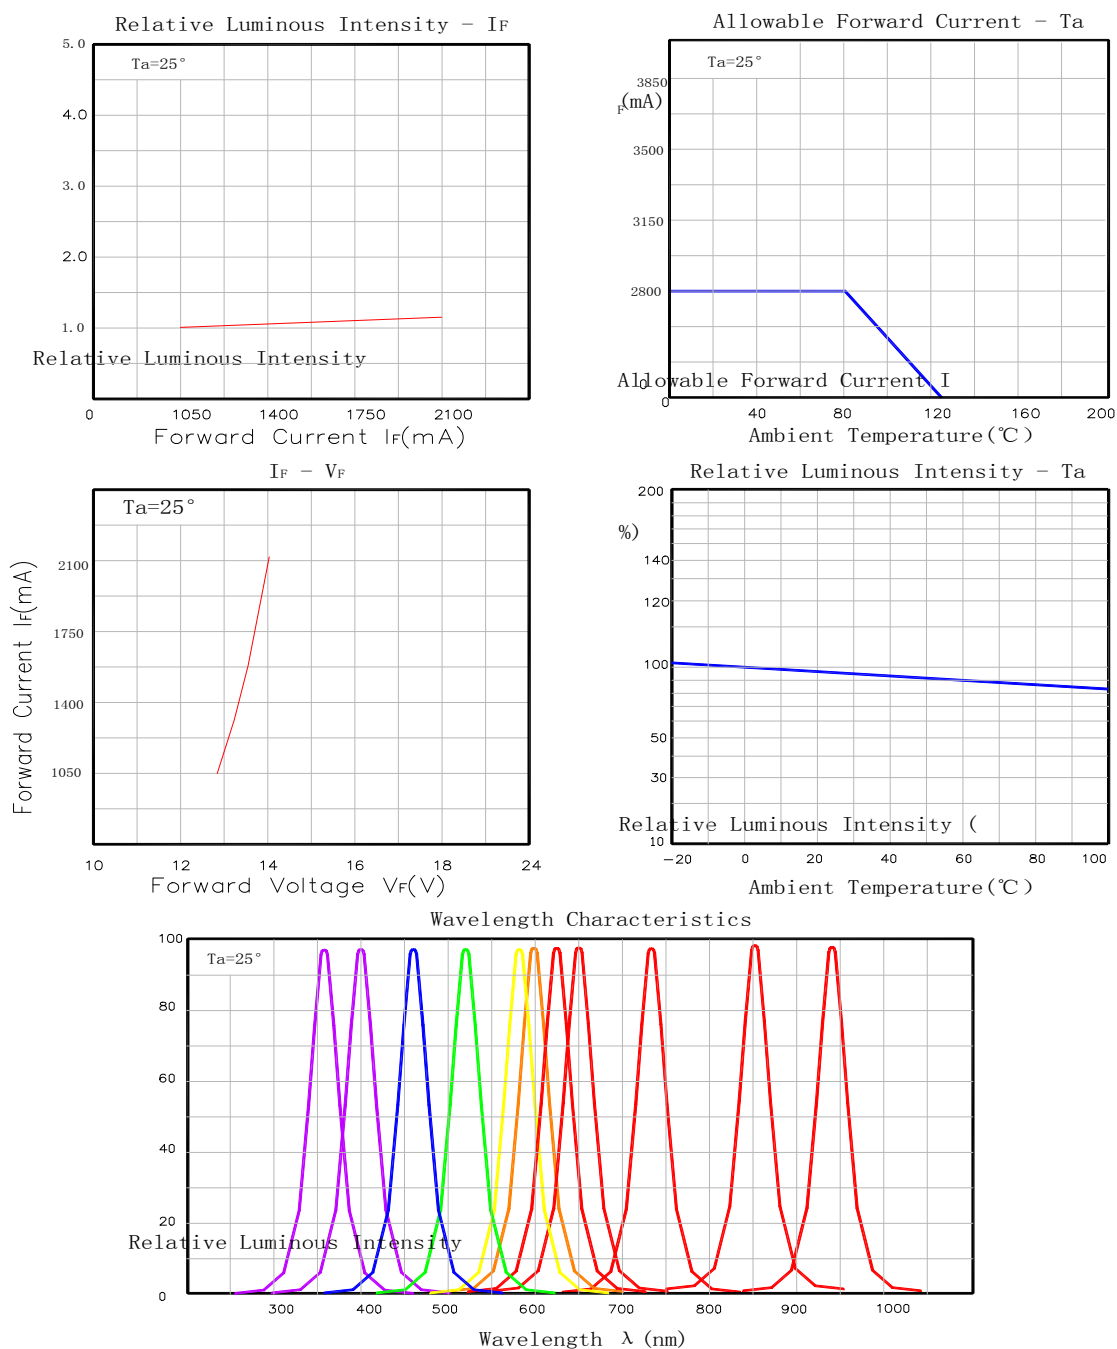 Relative Luminous Intensity - IF
5.0
Ta=25°
4.0
3.0
2.0
1.0
Relative Luminous Intensity
0 1050 1400 1750 2100
Forward Current IF(mA)
Allowable Forward Current - Ta
Ta=25°
3850
F(mA)
3500
3150
2800
Allowable Forward Current I
0
0 40 80 120 160 200
Ambient Temperature(℃)
IF - VF
Ta=25°
Forward Current IF(mA)
2100
1750
1400
1050
10 12 14 16 18 24
Forward Voltage VF(V)
Relative Luminous Intensity - Ta
200
%)
140
120
100
50
30
Relative Luminous Intensity (
10
-20 0 20 40 60 80 100
Ambient Temperature(℃)
Wavelength Characteristics
100
Ta=25°
80
60
40
20
Relative Luminous Intensity
0
300 400 500 600 700 800 900 1000
Wavelength λ (nm)